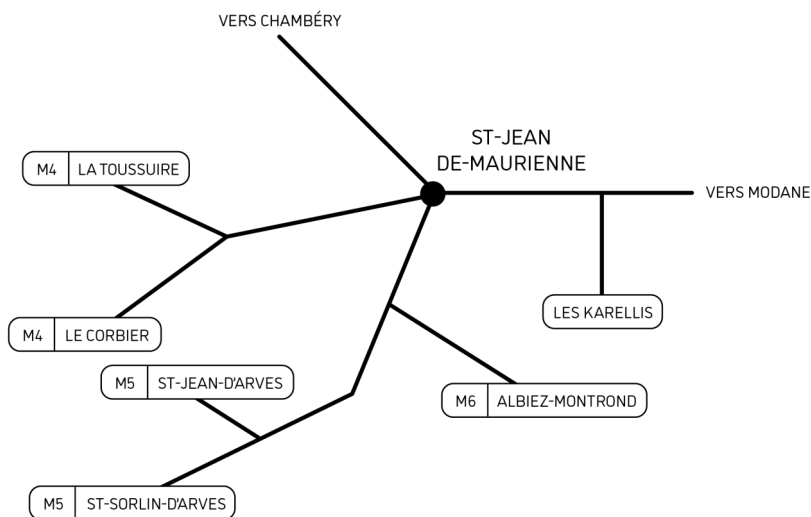 VERS CHAMBÉRY
ST-JEAN
DE-MAURIENNE
M4 LA TOUSSUIRE
VERS MODANE
LES KARELLIS
M4 LE CORBIER
M5 ST-JEAN-D'ARVES
M6 ALBIEZ-MONTROND
M5 ST-SORLIN-D'ARVES